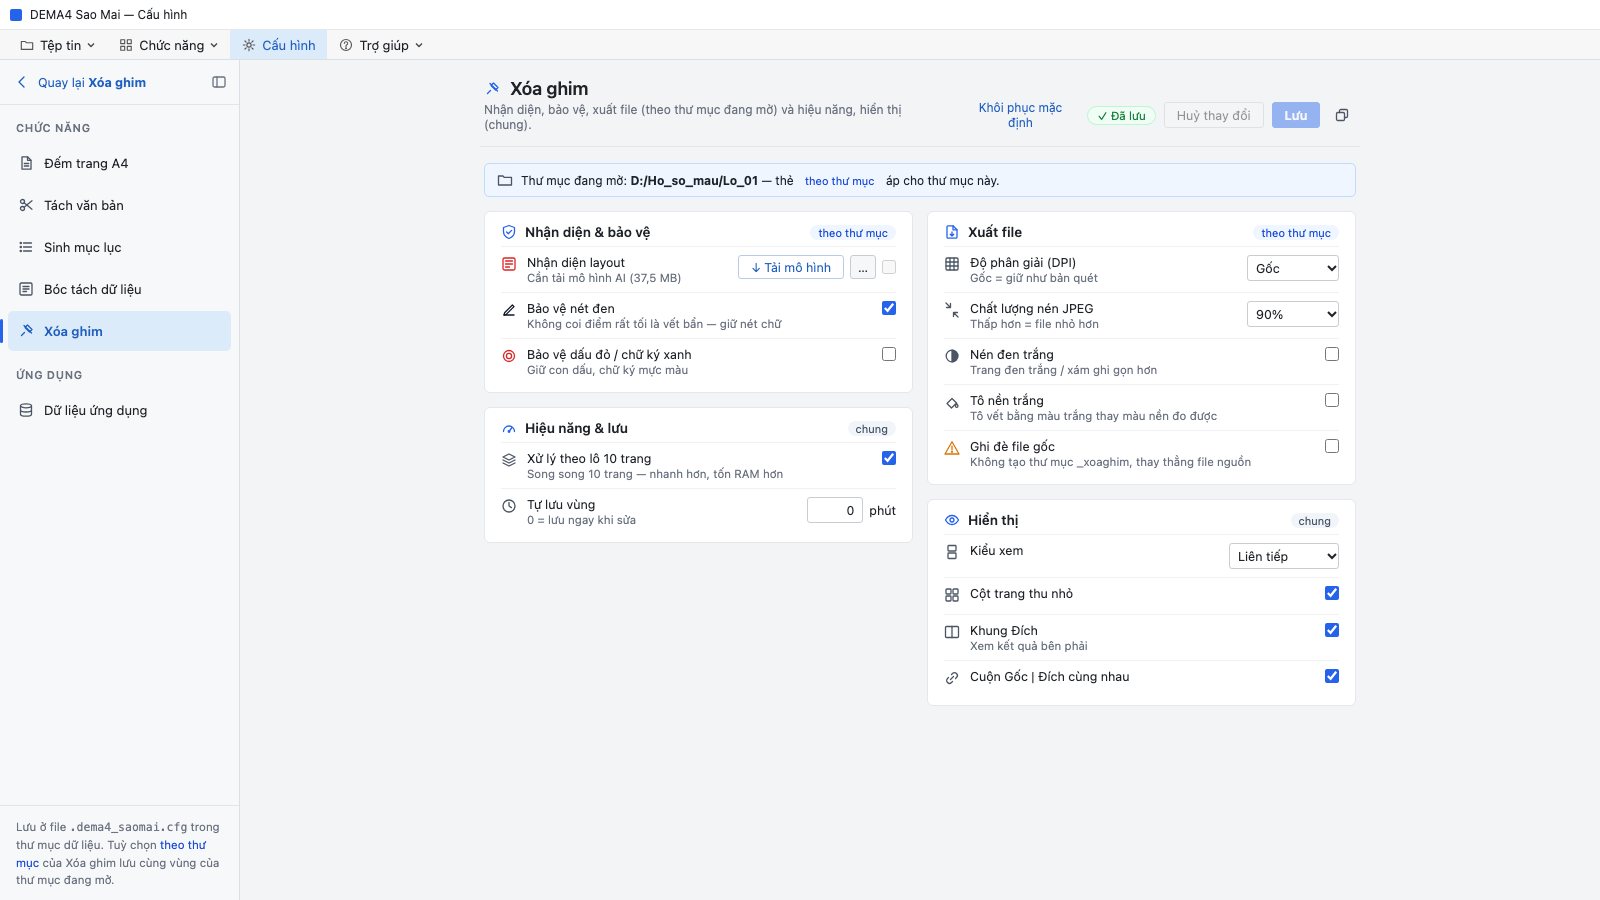 DEMA4 Sao Mai — Cấu hình
Tệp tin
Chức năng
Cấu hình
Trợ giúp
Quay lại Xóa ghim
CHỨC NĂNG
Đếm trang A4
Tách văn bản
Sinh mục lục
Bóc tách dữ liệu
Xóa ghim
ỨNG DỤNG
Dữ liệu ứng dụng
Lưu ở file .dema4_saomai.cfg trong
thư mục dữ liệu. Tuỳ chọn theo thư
mục của Xóa ghim lưu cùng vùng của
thư mục đang mở.
Xóa ghim
Nhận diện, bảo vệ, xuất file (theo thư mục đang mở) và hiệu năng, hiển thị
(chung).
Khôi phục mặc
định
Đã lưu
Huỷ thay đổi
Lưu
Thư mục đang mở: D:/Ho_so_mau/Lo_01 — thẻ theo thư mục áp cho thư mục này.
Nhận diện & bảo vệ
theo thư mục
Nhận diện layout
Cần tải mô hình AI (37,5 MB)
↓ Tải mô hình
...
Bảo vệ nét đen
Không coi điểm rất tối là vết bẩn — giữ nét chữ
Bảo vệ dấu đỏ / chữ ký xanh
Giữ con dấu, chữ ký mực màu
Hiệu năng & lưu
chung
Xử lý theo lô 10 trang
Song song 10 trang — nhanh hơn, tốn RAM hơn
Tự lưu vùng
0 = lưu ngay khi sửa
0 phút
Xuất file
theo thư mục
Độ phân giải (DPI)
Gốc = giữ như bản quét
Gốc
Chất lượng nén JPEG
Thấp hơn = file nhỏ hơn
90%
Nén đen trắng
Trang đen trắng / xám ghi gọn hơn
Tô nền trắng
Tô vết bằng màu trắng thay màu nền đo được
Ghi đè file gốc
Không tạo thư mục _xoaghim, thay thẳng file nguồn
Hiển thị
chung
Kiểu xem
Liên tiếp
Cột trang thu nhỏ
Khung Đích
Xem kết quả bên phải
Cuộn Gốc | Đích cùng nhau